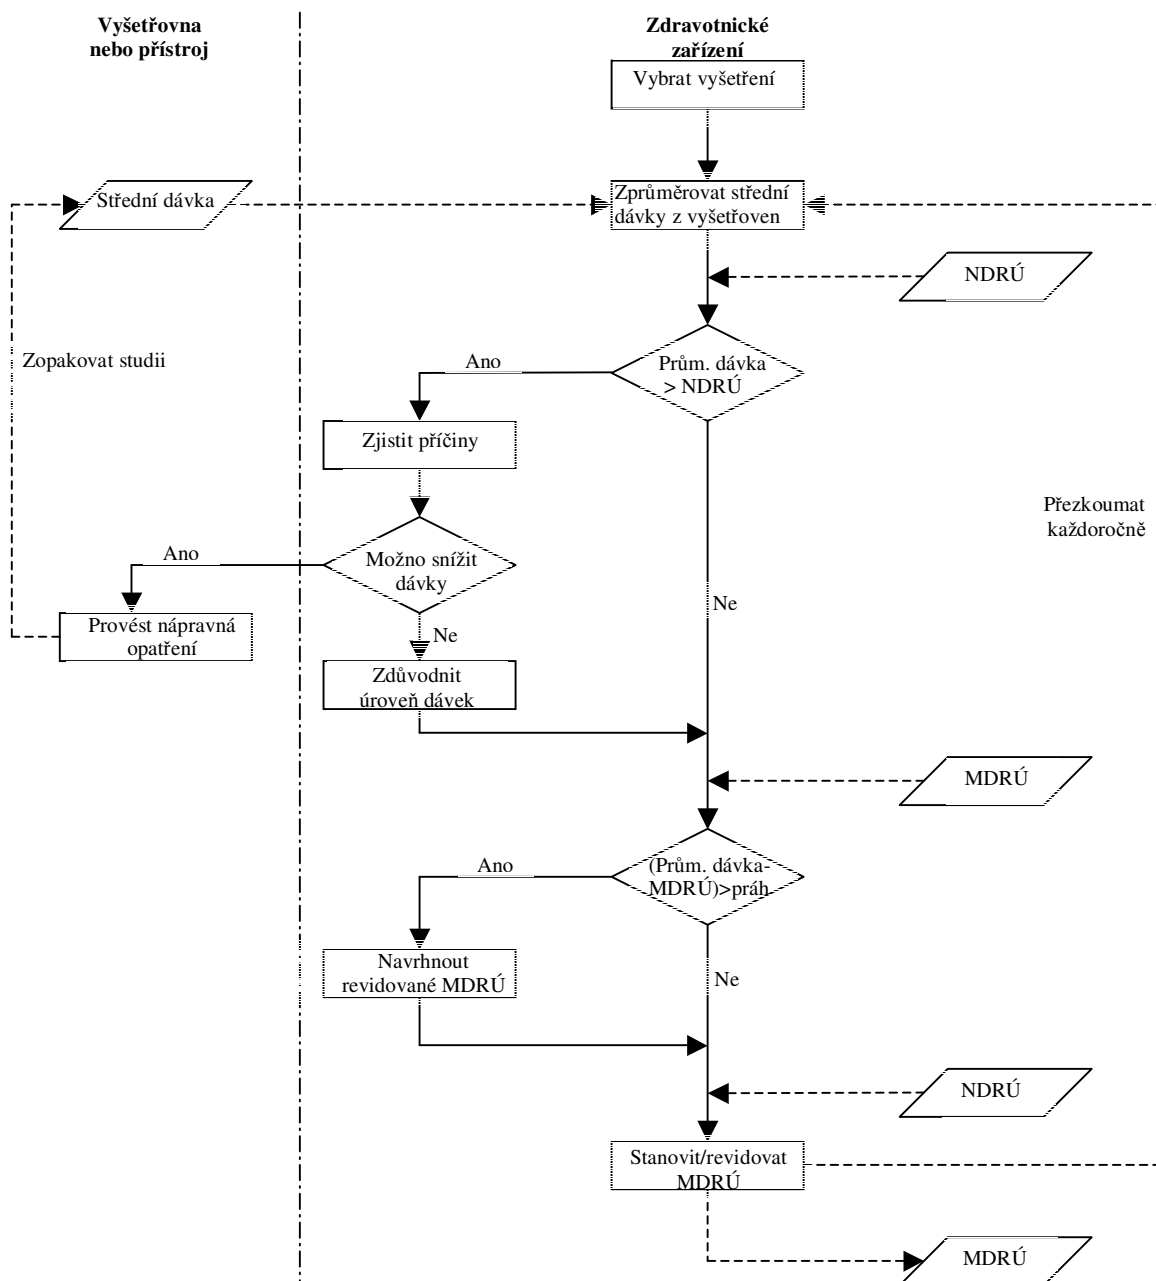 Vyšetřovna
nebo přístroj
Zdravotnické
zařízení
Vybrat vyšetření
Střední dávka
Zprůměrovat střední
dávky z vyšetřoven
NDRÚ
Zopakovat studii
Ano
Prům. dávka
> NDRÚ
Zjistit příčiny
Přezkoumat
každoročně
Ano
Možno snížit
dávky
Ne
Provést nápravná
opatření
Ne
Zdůvodnit
úroveň dávek
MDRÚ
Ano
(Prům. dávka-
MDRÚ)>práh
Navrhnout
revidované MDRÚ
Ne
NDRÚ
Stanovit/revidovat
MDRÚ
MDRÚ